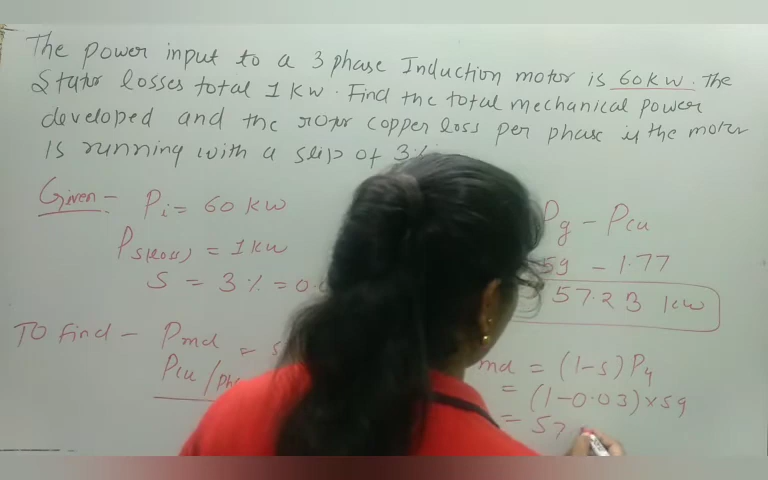 The power input to a 3 phase Induction motor is 60 kw. The
Stator losses total 1 kw. Find the total mechanical power
developed and the rotor copper loss per phase if the motor
is running with a slip of 3%
Given - Pi = 60 kw
Ps(loss) = 1 kw
S = 3% = 0.0
To find - Pmd =
Pcu/ph
Pg - Pcu
59 - 1.77
57.23 kw
md = (1-s) Pg
= (1-0.03) × 59
= 57